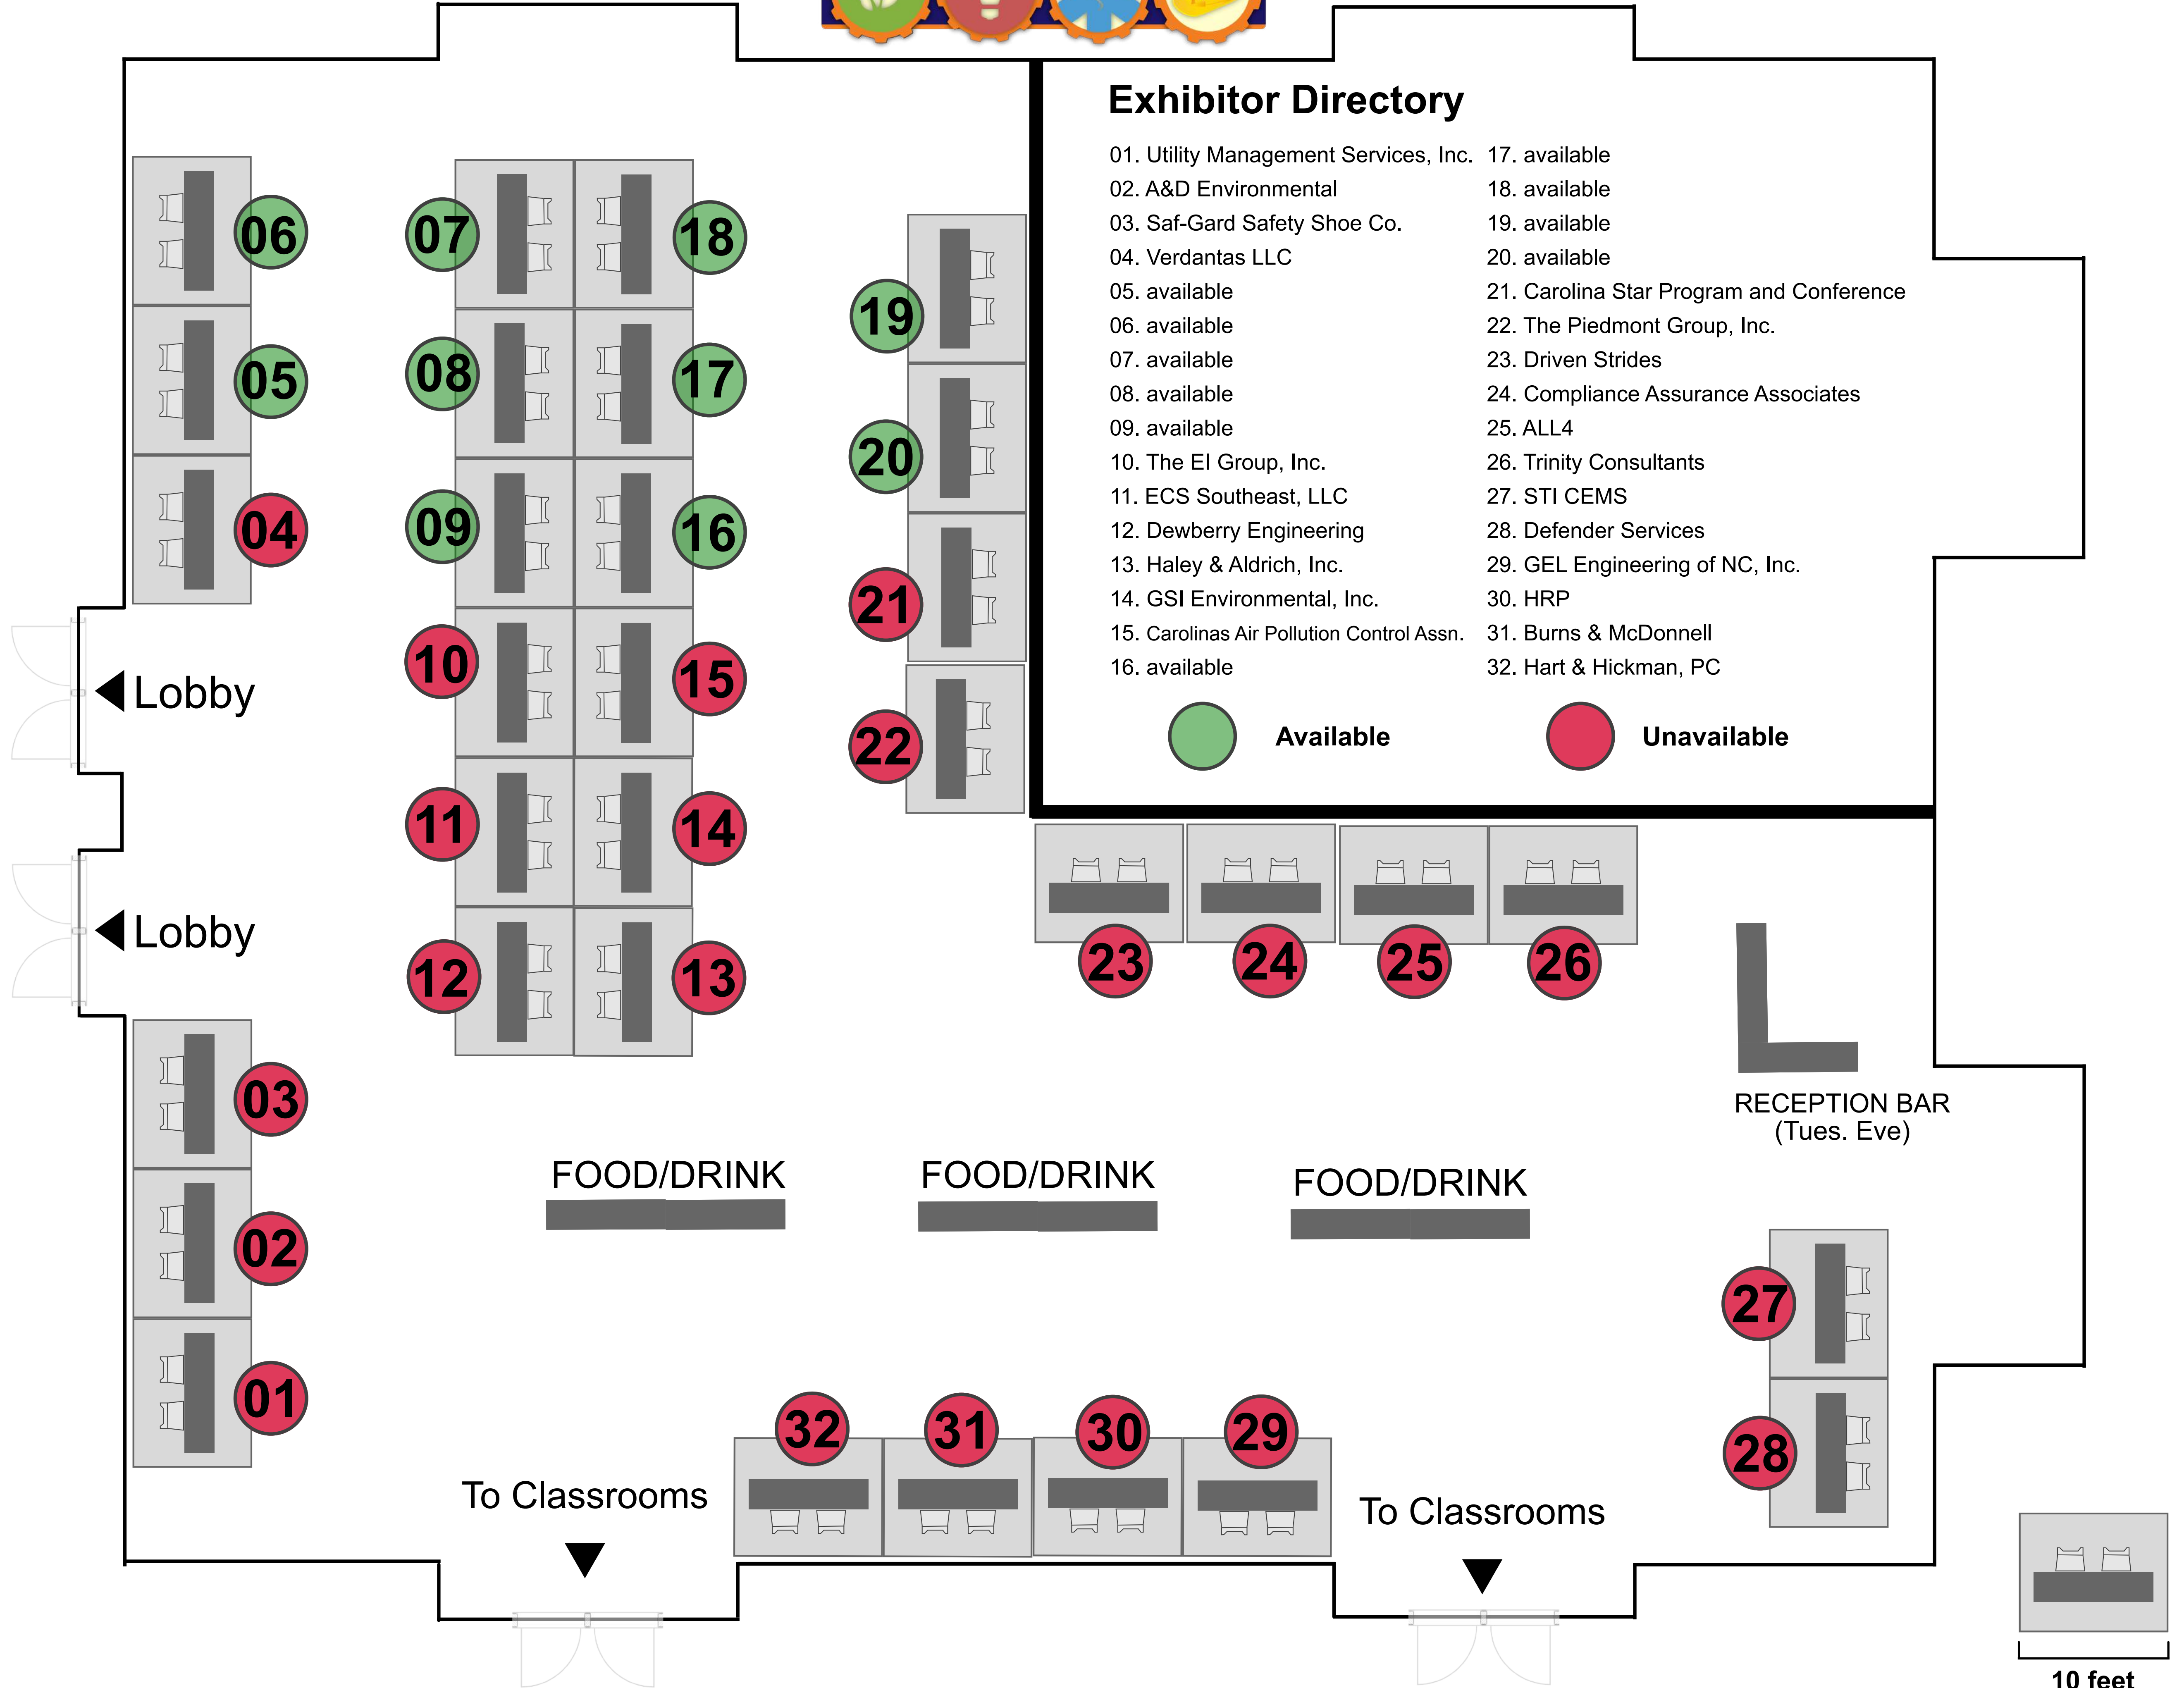 Exhibitor Directory
01. Utility Management Services, Inc.
02. A&D Environmental
03. Saf-Gard Safety Shoe Co.
04. Verdantas LLC
05. available
06. available
07. available
08. available
09. available
10. The EI Group, Inc.
11. ECS Southeast, LLC
12. Dewberry Engineering
13. Haley & Aldrich, Inc.
14. GSI Environmental, Inc.
15. Carolinas Air Pollution Control Assn.
16. available
17. available
18. available
19. available
20. available
21. Carolina Star Program and Conference
22. The Piedmont Group, Inc.
23. Driven Strides
24. Compliance Assurance Associates
25. ALL4
26. Trinity Consultants
27. STI CEMS
28. Defender Services
29. GEL Engineering of NC, Inc.
30. HRP
31. Burns & McDonnell
32. Hart & Hickman, PC
Available
Unavailable
06
05
04
Lobby
Lobby
03
02
01
07
08
09
10
11
12
18
17
16
15
14
13
19
20
21
22
23
24
25
26
RECEPTION BAR
(Tues. Eve)
FOOD/DRINK
FOOD/DRINK
FOOD/DRINK
27
28
32
31
30
29
To Classrooms
To Classrooms
10 feet